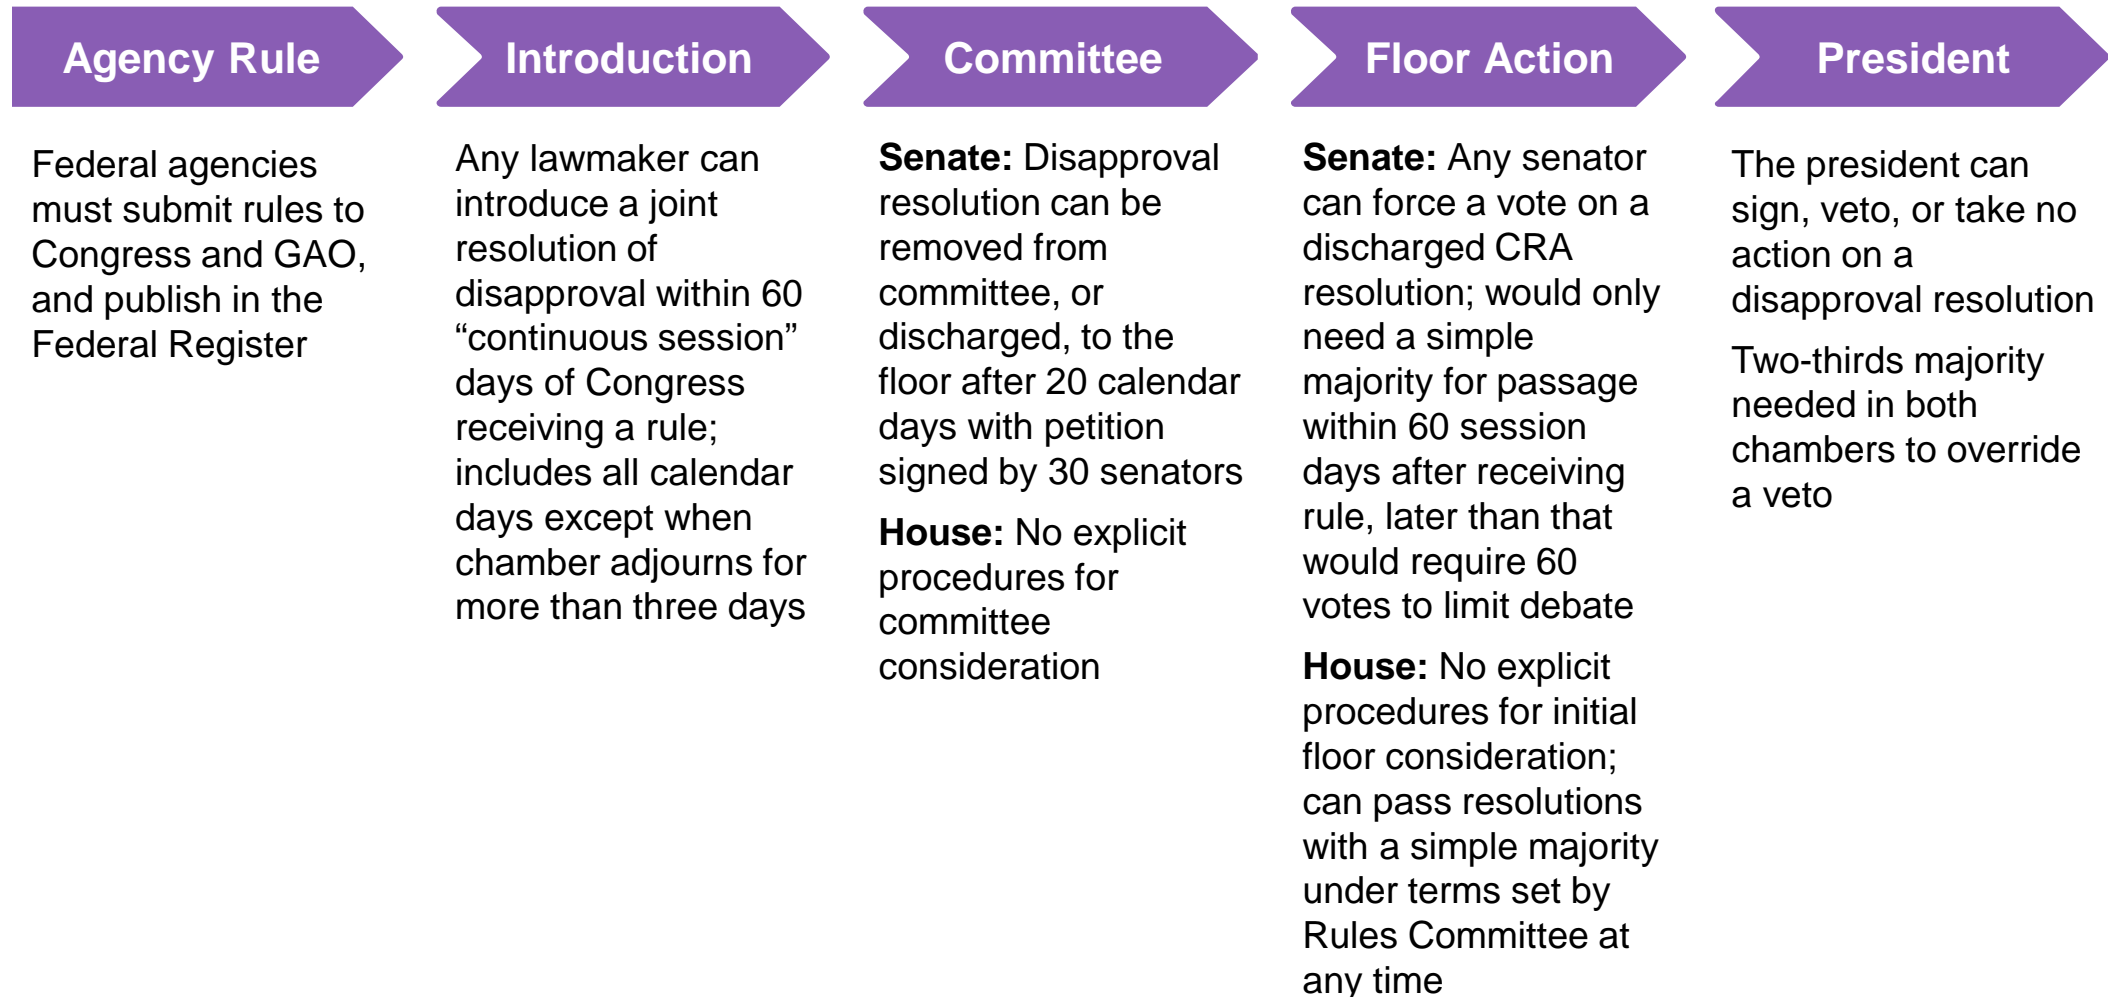 Agency Rule
Federal agencies
must submit rules to
Congress and GAO,
and publish in the
Federal Register
Introduction
Any lawmaker can
introduce a joint
resolution of
disapproval within 60
“continuous session”
days of Congress
receiving a rule;
includes all calendar
days except when
chamber adjourns for
more than three days
Committee
Senate: Disapproval
resolution can be
removed from
committee, or
discharged, to the
floor after 20 calendar
days with petition
signed by 30 senators
House: No explicit
procedures for
committee
consideration
Floor Action
Senate: Any senator
can force a vote on a
discharged CRA
resolution; would only
need a simple
majority for passage
within 60 session
days after receiving
rule, later than that
would require 60
votes to limit debate
House: No explicit
procedures for initial
floor consideration;
can pass resolutions
with a simple majority
under terms set by
Rules Committee at
any time
President
The president can
sign, veto, or take no
action on a
disapproval resolution
Two-thirds majority
needed in both
chambers to override
a veto